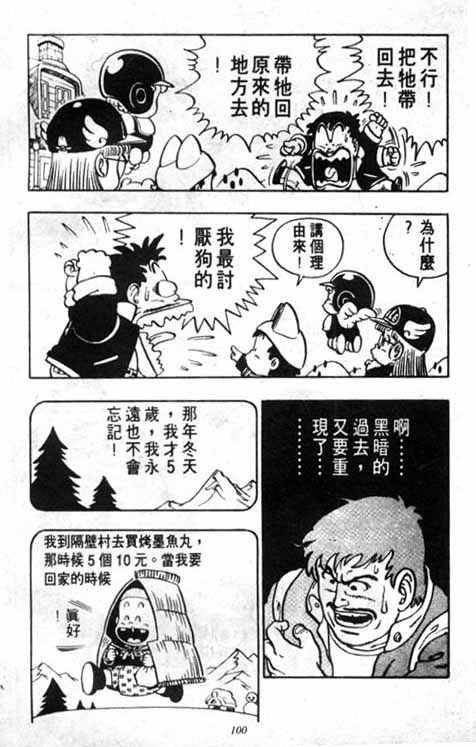 不行！
把牠帶
回去！
帶牠回
原來的
地方去
！
為什麼
？
講個理
由來！
我最討
厭狗的
！
啊……
黑暗的
過去，
又要重
現了…
………
那年冬天
，我才5
歲，我永
遠也不會
忘記！
我到隔壁村去買烤墨魚丸，
那時候5個10元。當我要
回家的時候
真好
！
100